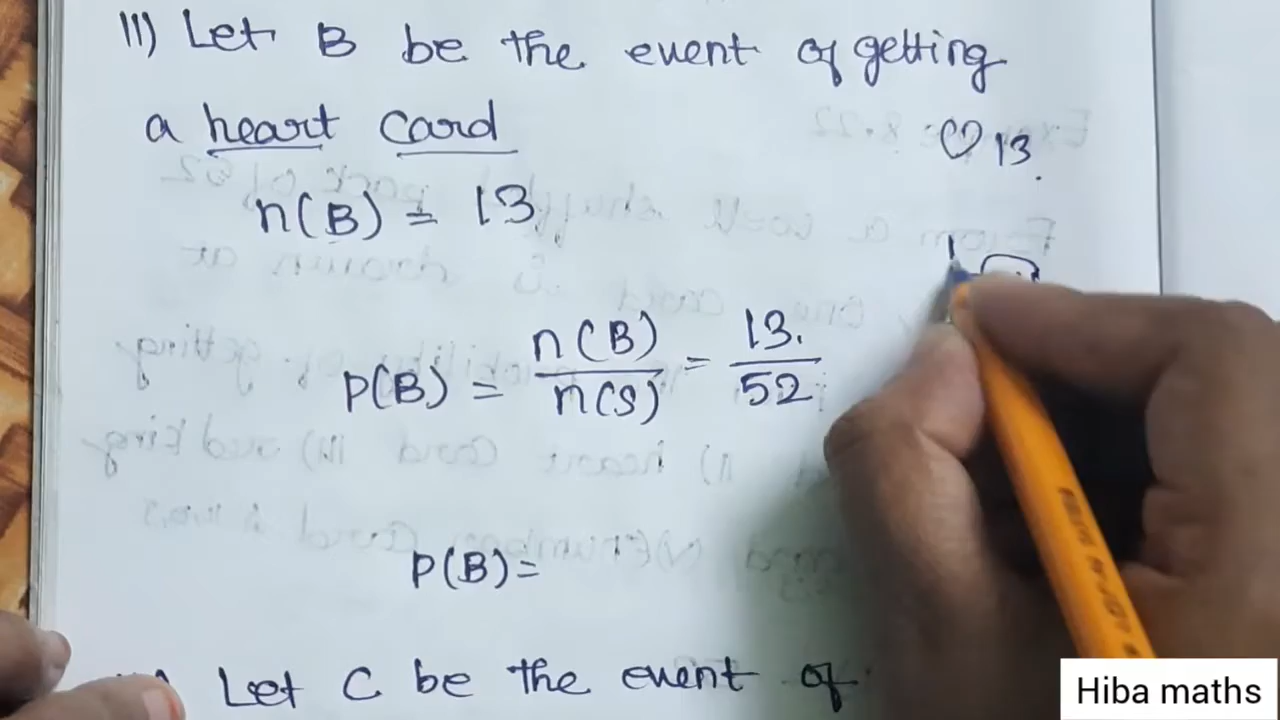 11) Let B be the event of getting
a heart card
♡ 13.
n(B) = 13
P(B) = n(B)/n(S) = 13./52
P(B)=
Let C be the event of
Hiba maths